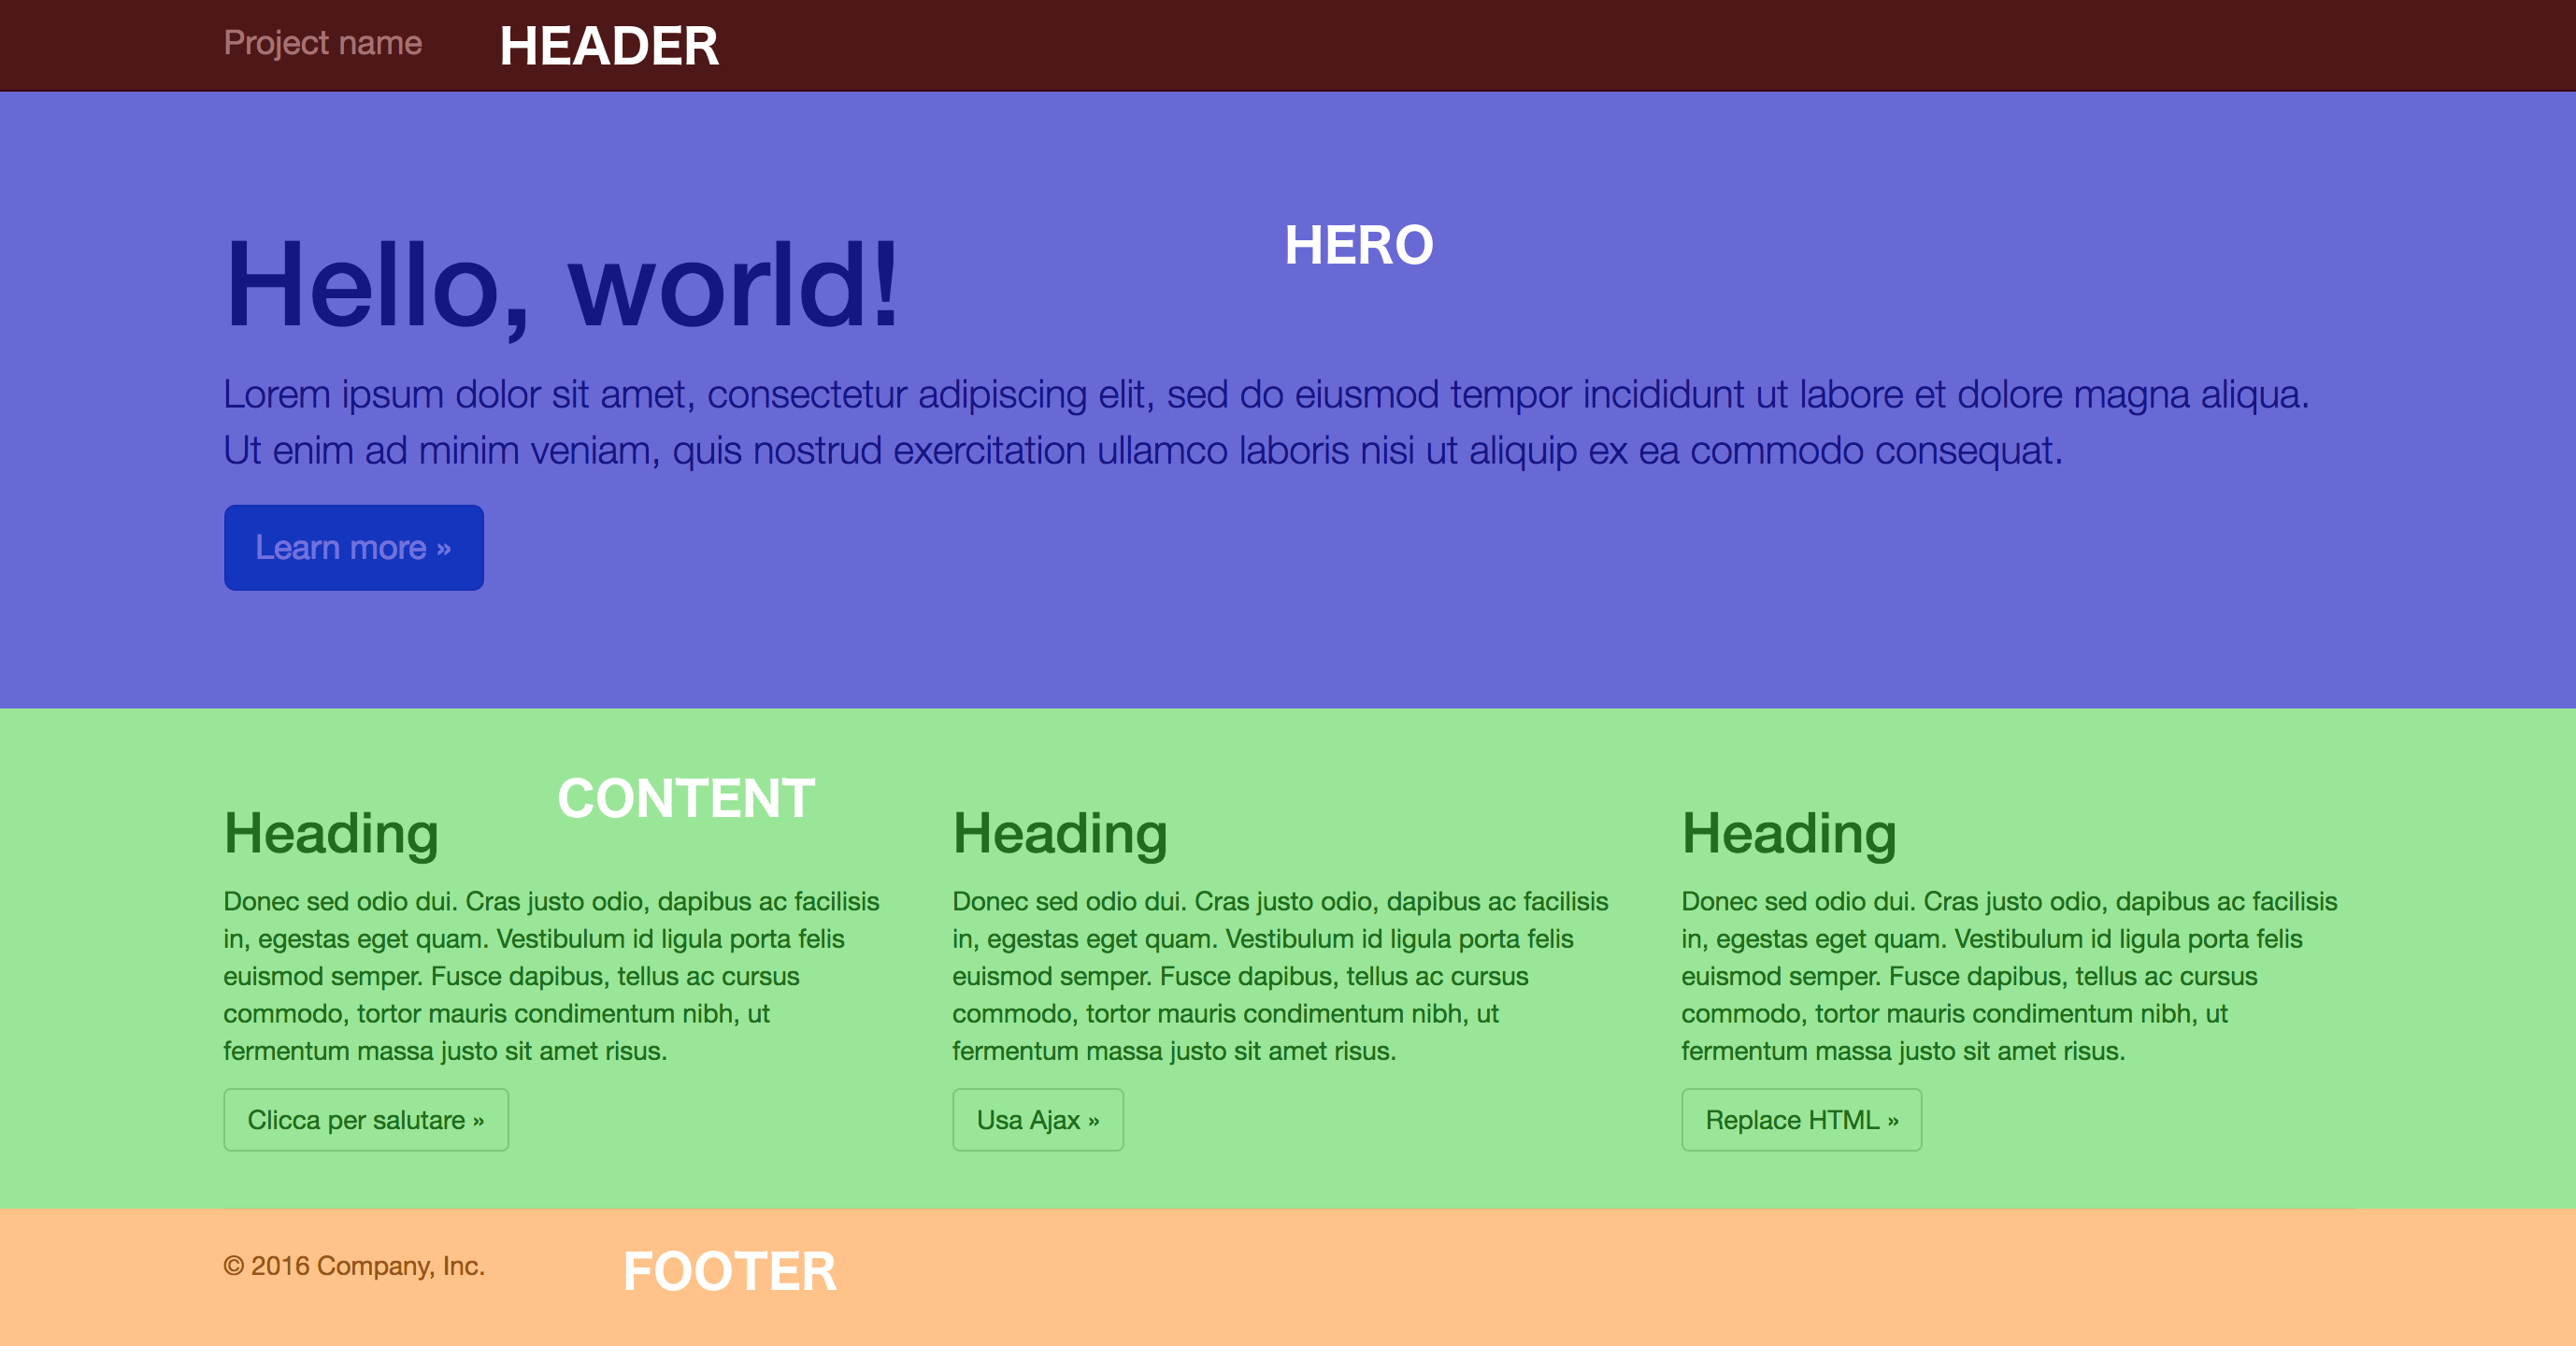 Project name HEADER
HERO
Hello, world!
Lorem ipsum dolor sit amet, consectetur adipiscing elit, sed do eiusmod tempor incididunt ut labore et dolore magna aliqua.
Ut enim ad minim veniam, quis nostrud exercitation ullamco laboris nisi ut aliquip ex ea commodo consequat.
Learn more »
CONTENT
Heading
Donec sed odio dui. Cras justo odio, dapibus ac facilisis
in, egestas eget quam. Vestibulum id ligula porta felis
euismod semper. Fusce dapibus, tellus ac cursus
commodo, tortor mauris condimentum nibh, ut
fermentum massa justo sit amet risus.
Clicca per salutare »
Heading
Donec sed odio dui. Cras justo odio, dapibus ac facilisis
in, egestas eget quam. Vestibulum id ligula porta felis
euismod semper. Fusce dapibus, tellus ac cursus
commodo, tortor mauris condimentum nibh, ut
fermentum massa justo sit amet risus.
Usa Ajax »
Heading
Donec sed odio dui. Cras justo odio, dapibus ac facilisis
in, egestas eget quam. Vestibulum id ligula porta felis
euismod semper. Fusce dapibus, tellus ac cursus
commodo, tortor mauris condimentum nibh, ut
fermentum massa justo sit amet risus.
Replace HTML »
© 2016 Company, Inc. FOOTER